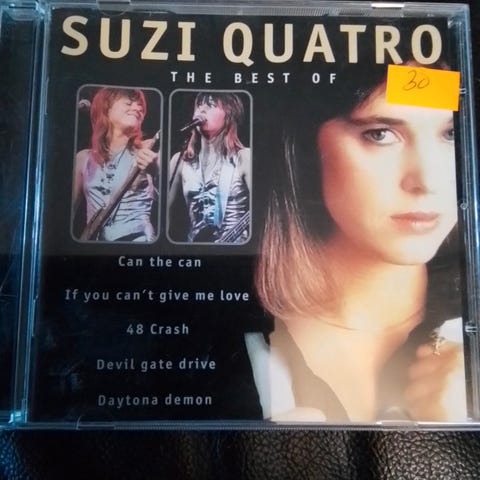 SUZI QUATRO
THE BEST OF
30
Can the can
If you can't give me love
48 Crash
Devil gate drive
Daytona demon